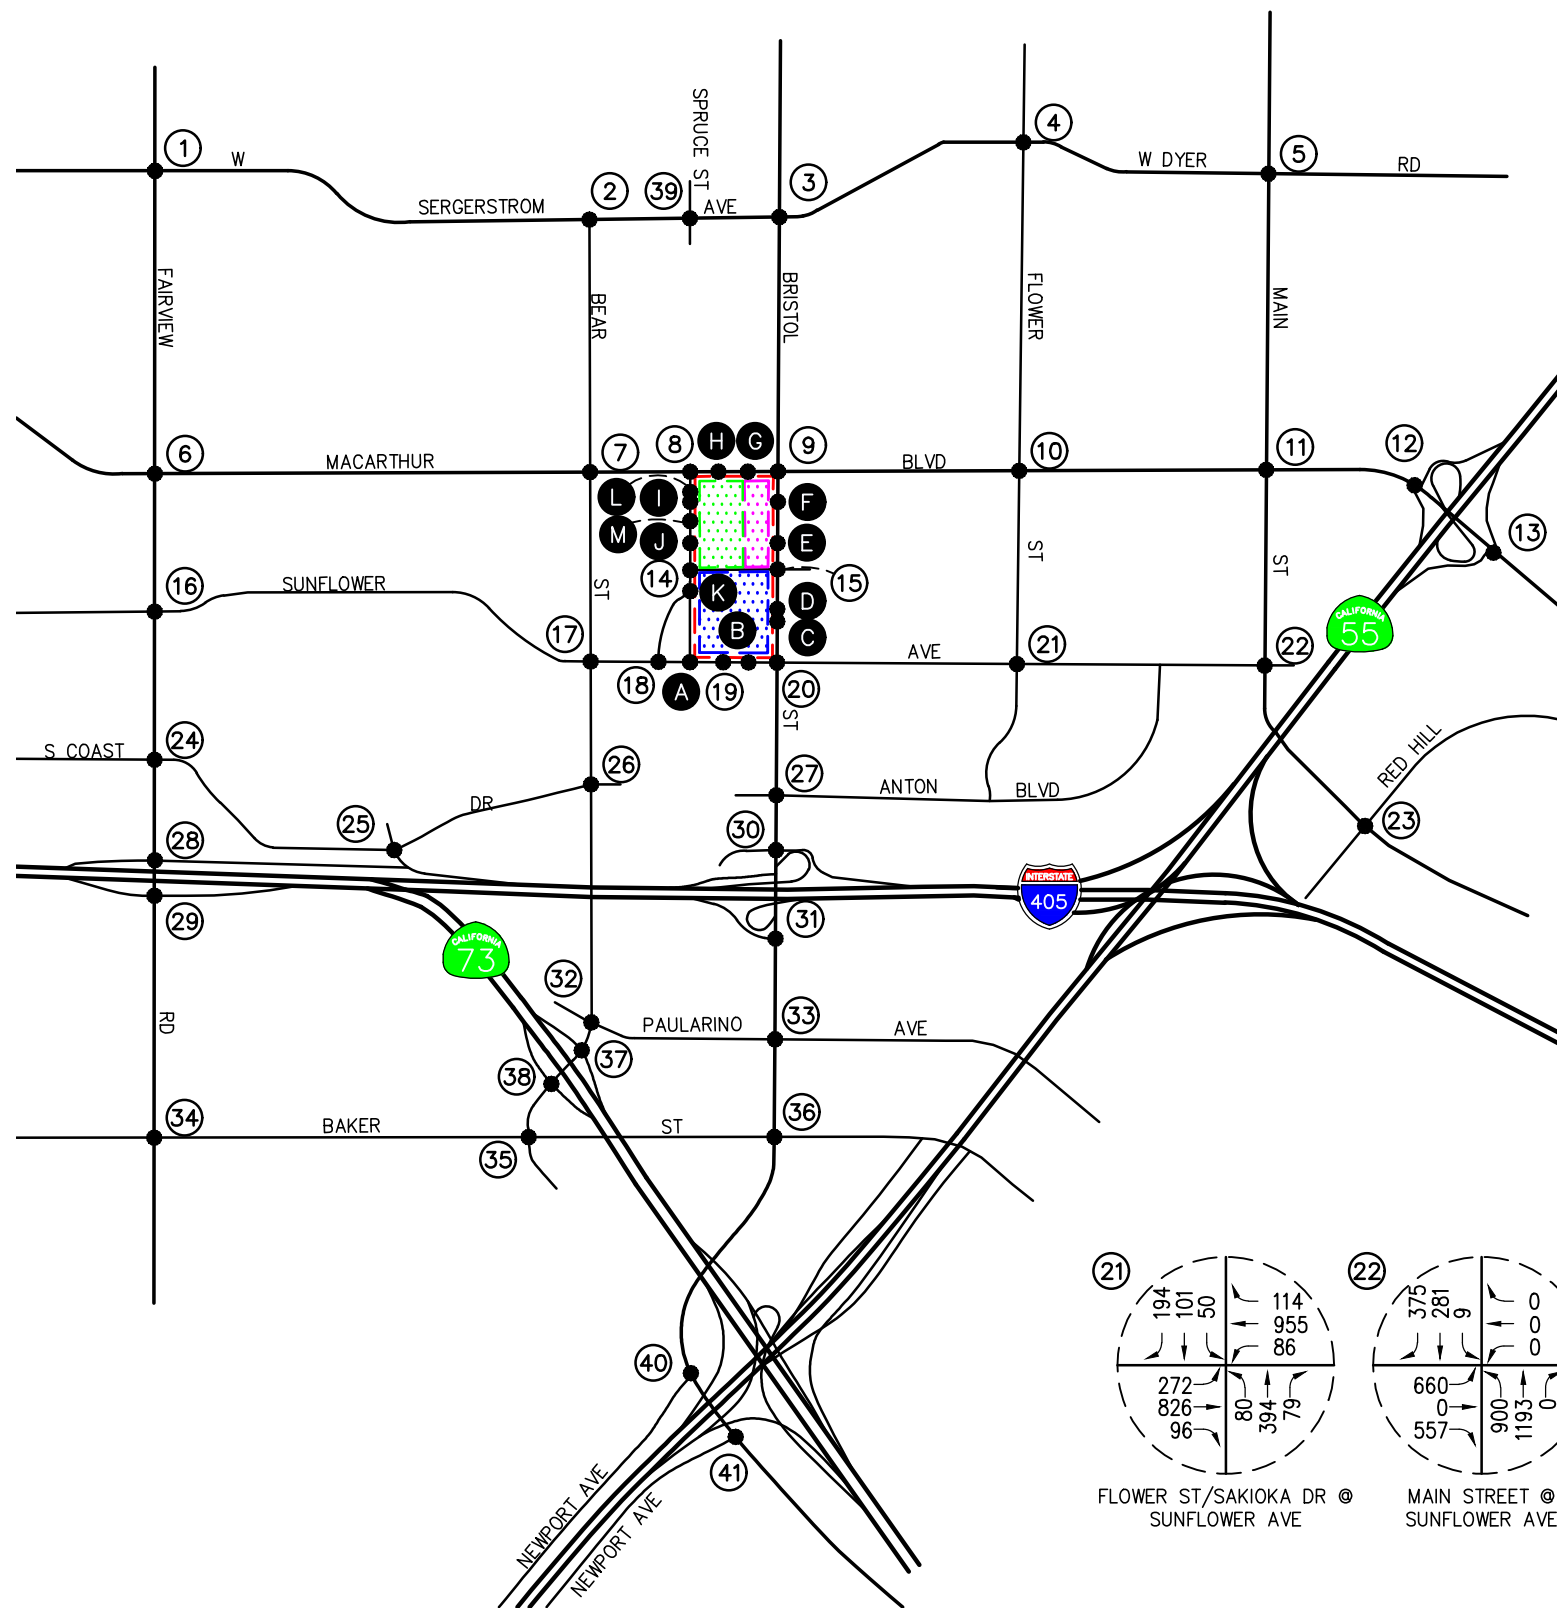 SPRUCE ST
1
W
2
39
AVE
3
4
W DYER
5
RD
SERGERSTROM
FAIRVIEW
BEAR
BRISTOL
FLOWER
MAIN
6
MACARTHUR
7
8
H
G
9
BLVD
10
11
12
L
I
F
M
J
E
ST
ST
13
16
SUNFLOWER
ST
14
K
15
D
CALIFORNIA
55
17
B
C
AVE
21
22
18
A
19
20
ST
24
S COAST
26
27
ANTON
BLVD
RED HILL
DR
25
30
23
28
INTERSTATE
405
29
31
CALIFORNIA
73
32
RD
PAULARINO
33
AVE
37
38
34
BAKER
ST
36
35
40
41
NEWPORT AVE
NEWPORT AVE
21
194
101
50
114
955
86
272
826
96
80
394
79
FLOWER ST/SAKIOKA DR @
SUNFLOWER AVE
22
375
281
9
0
0
0
660
0
557
900
1193
0
MAIN STREET @
SUNFLOWER AVE